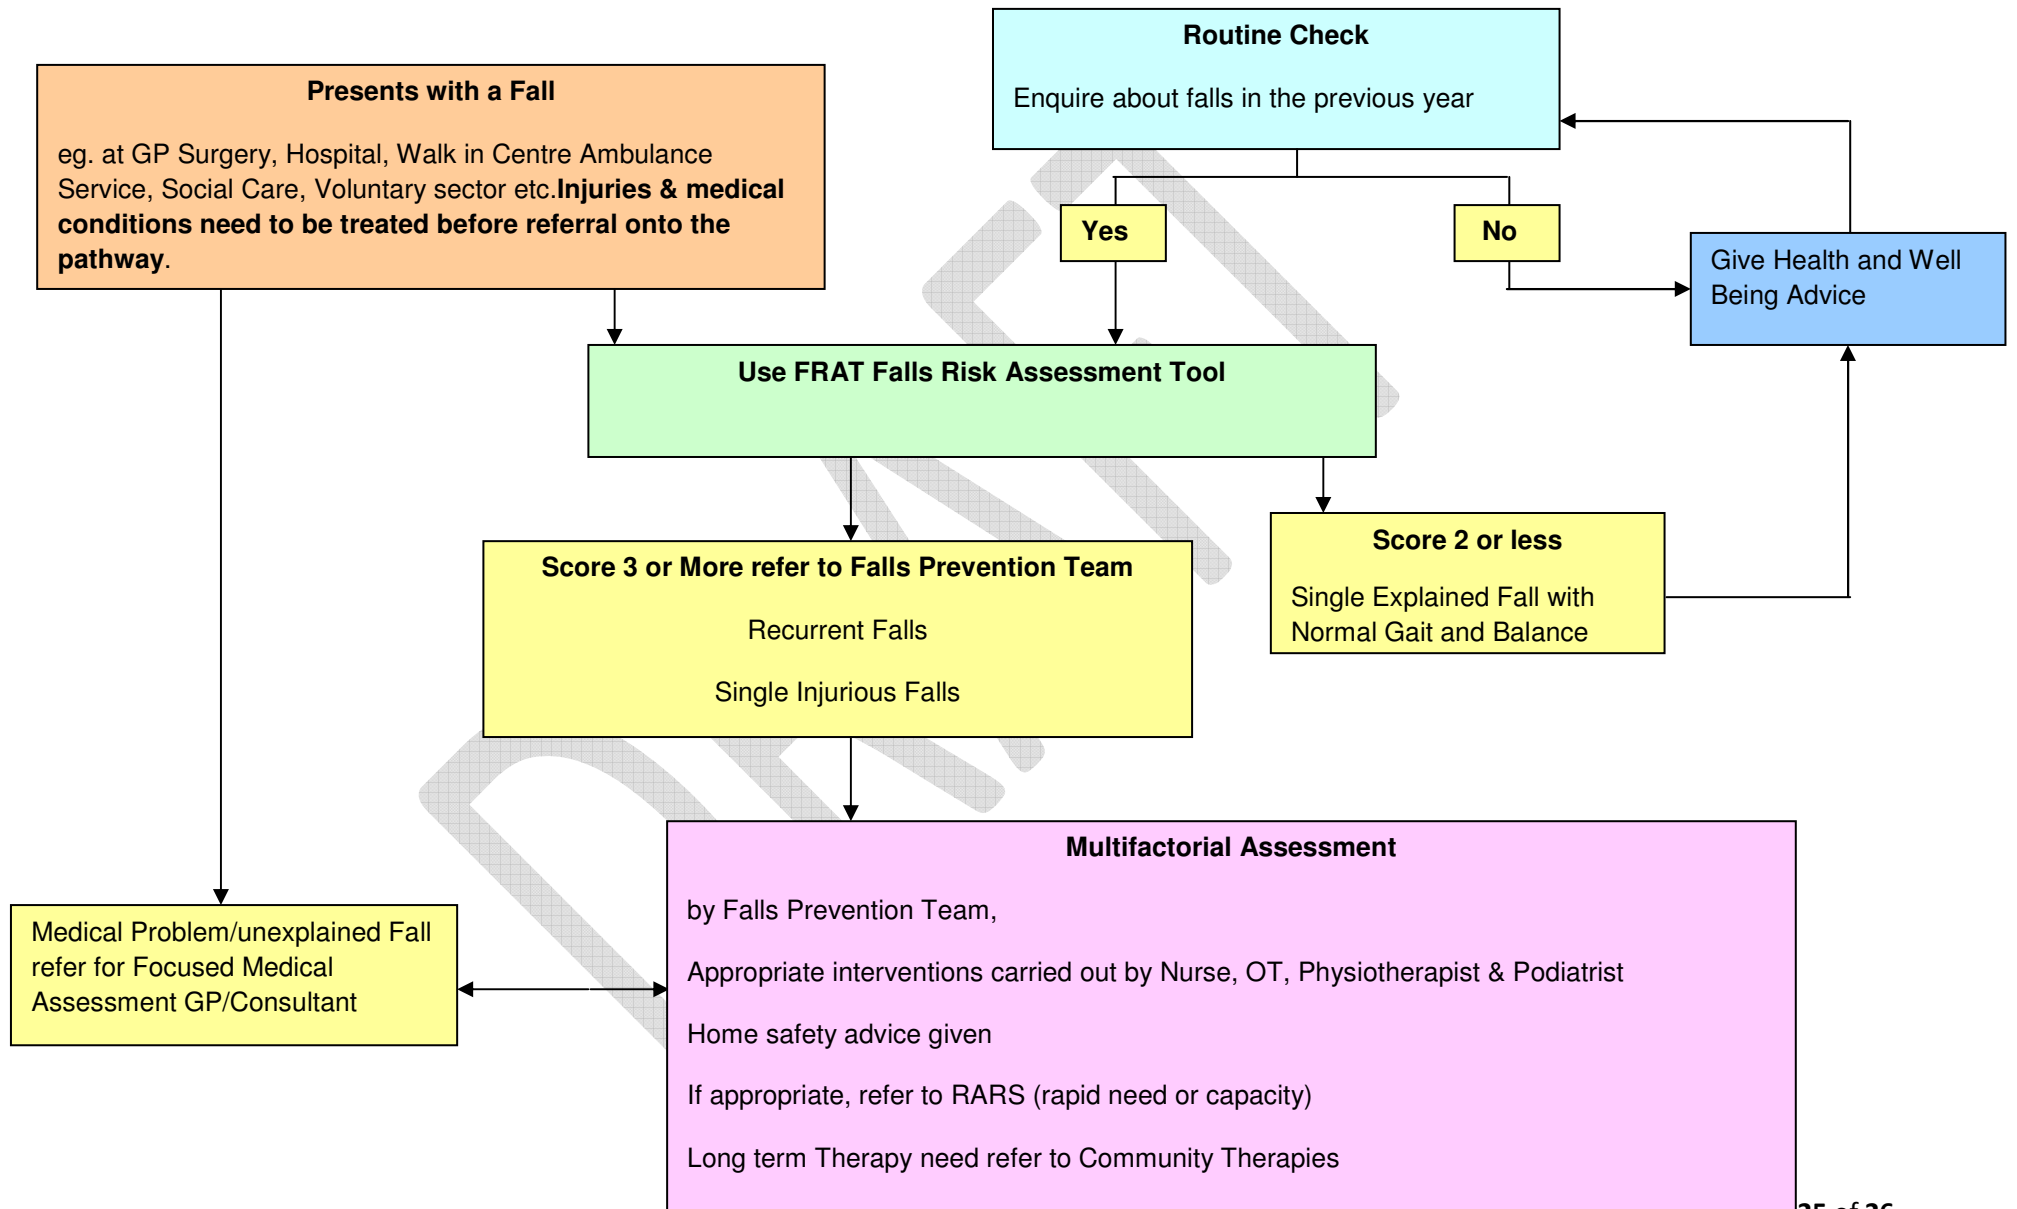 Routine Check
Enquire about falls in the previous year
Presents with a Fall
eg. at GP Surgery, Hospital, Walk in Centre Ambulance
Service, Social Care, Voluntary sector etc.Injuries & medical
conditions need to be treated before referral onto the
pathway.
Yes
No
Give Health and Well
Being Advice
Use FRAT Falls Risk Assessment Tool
Score 3 or More refer to Falls Prevention Team
Recurrent Falls
Single Injurious Falls
Score 2 or less
Single Explained Fall with
Normal Gait and Balance
Multifactorial Assessment
by Falls Prevention Team,
Appropriate interventions carried out by Nurse, OT, Physiotherapist & Podiatrist
Home safety advice given
If appropriate, refer to RARS (rapid need or capacity)
Long term Therapy need refer to Community Therapies
Medical Problem/unexplained Fall
refer for Focused Medical
Assessment GP/Consultant
DRAFT